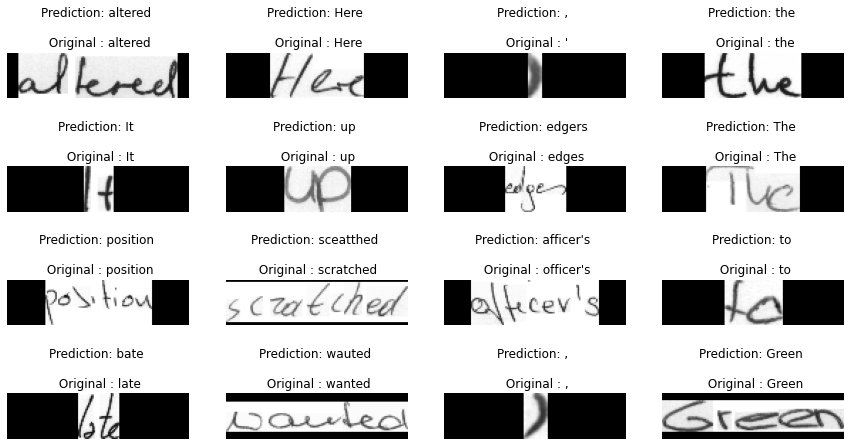 Prediction: altered
Original : altered
altered
Prediction: Here
Original : Here
Here
Prediction: ,
Original : '
)
Prediction: the
Original : the
the
Prediction: It
Original : It
It
Prediction: up
Original : up
up
Prediction: edgers
Original : edges
edges
Prediction: The
Original : The
The
Prediction: position
Original : position
position
Prediction: sceatthed
Original : scratched
scratched
Prediction: afficer's
Original : officer's
officer's
Prediction: to
Original : to
to
Prediction: bate
Original : late
late
Prediction: wauted
Original : wanted
wanted
Prediction: ,
Original : ,
,
Prediction: Green
Original : Green
Green